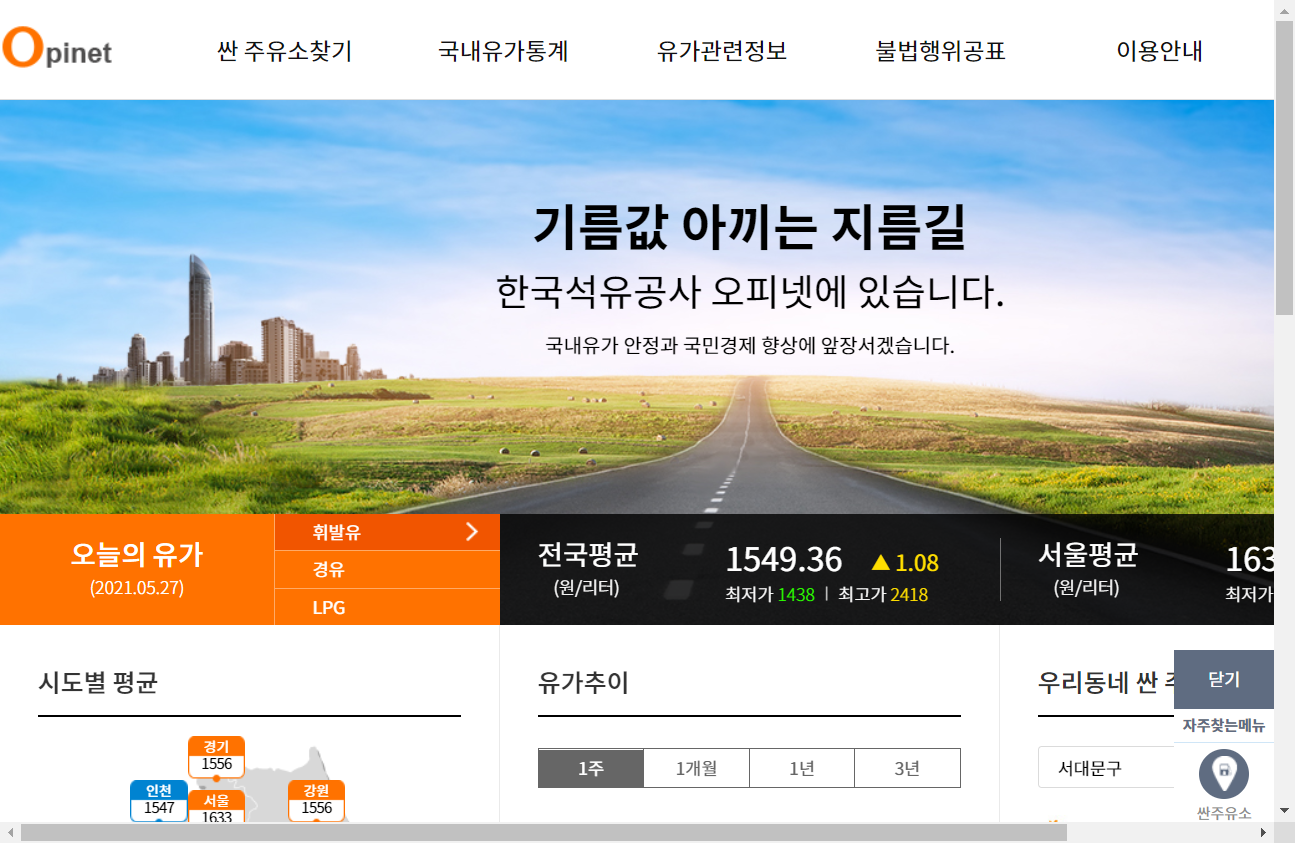 Opinet
싼 주유소찾기 국내유가통계 유가관련정보 불법행위공표 이용안내
기름값 아끼는 지름길
한국석유공사 오피넷에 있습니다.
국내유가 안정과 국민경제 향상에 앞장서겠습니다.
오늘의 유가
(2021.05.27)
휘발유
경유
LPG
전국평균
(원/리터)
1549.36 ▲ 1.08
최저가 1438 | 최고가 2418
서울평균
(원/리터)
163
최저가
시도별 평균
경기
1556
인천
1547
서울
1633
강원
1556
유가추이
1주 1개월 1년 3년
우리동네 싼
서대문구
닫기
자주찾는메뉴
싼주유소